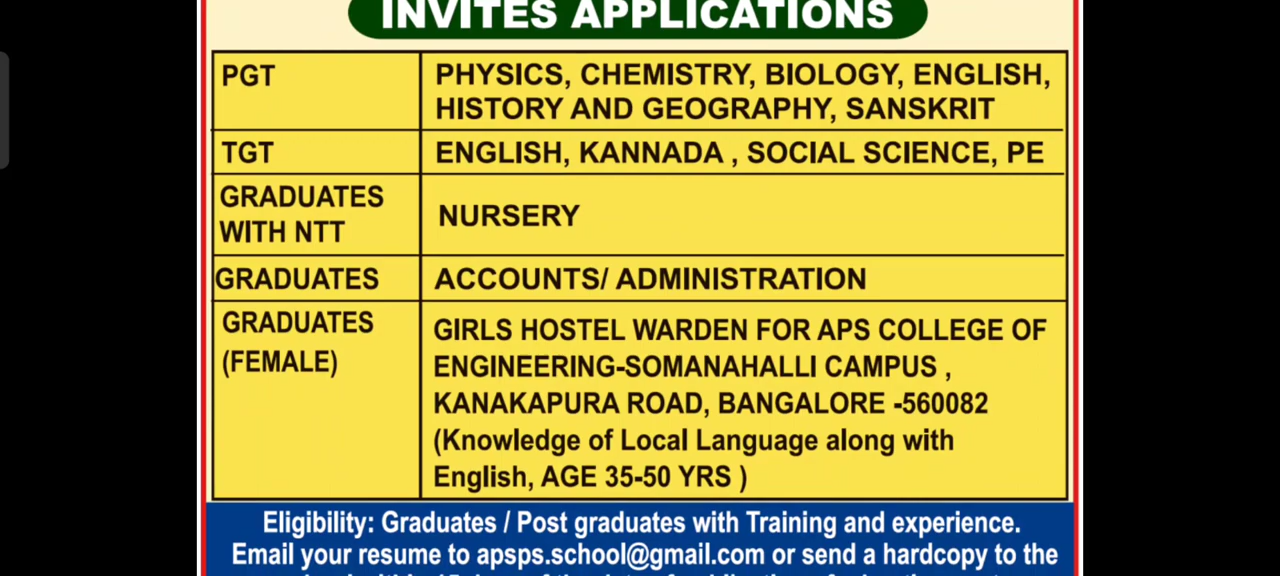 INVITES APPLICATIONS
PGT
PHYSICS, CHEMISTRY, BIOLOGY, ENGLISH,
HISTORY AND GEOGRAPHY, SANSKRIT
TGT
ENGLISH, KANNADA , SOCIAL SCIENCE, PE
GRADUATES
WITH NTT
NURSERY
GRADUATES
ACCOUNTS/ ADMINISTRATION
GRADUATES
(FEMALE)
GIRLS HOSTEL WARDEN FOR APS COLLEGE OF
ENGINEERING-SOMANAHALLI CAMPUS ,
KANAKAPURA ROAD, BANGALORE -560082
(Knowledge of Local Language along with
English, AGE 35-50 YRS )
Eligibility: Graduates / Post graduates with Training and experience.
Email your resume to apsps.school@gmail.com or send a hardcopy to the